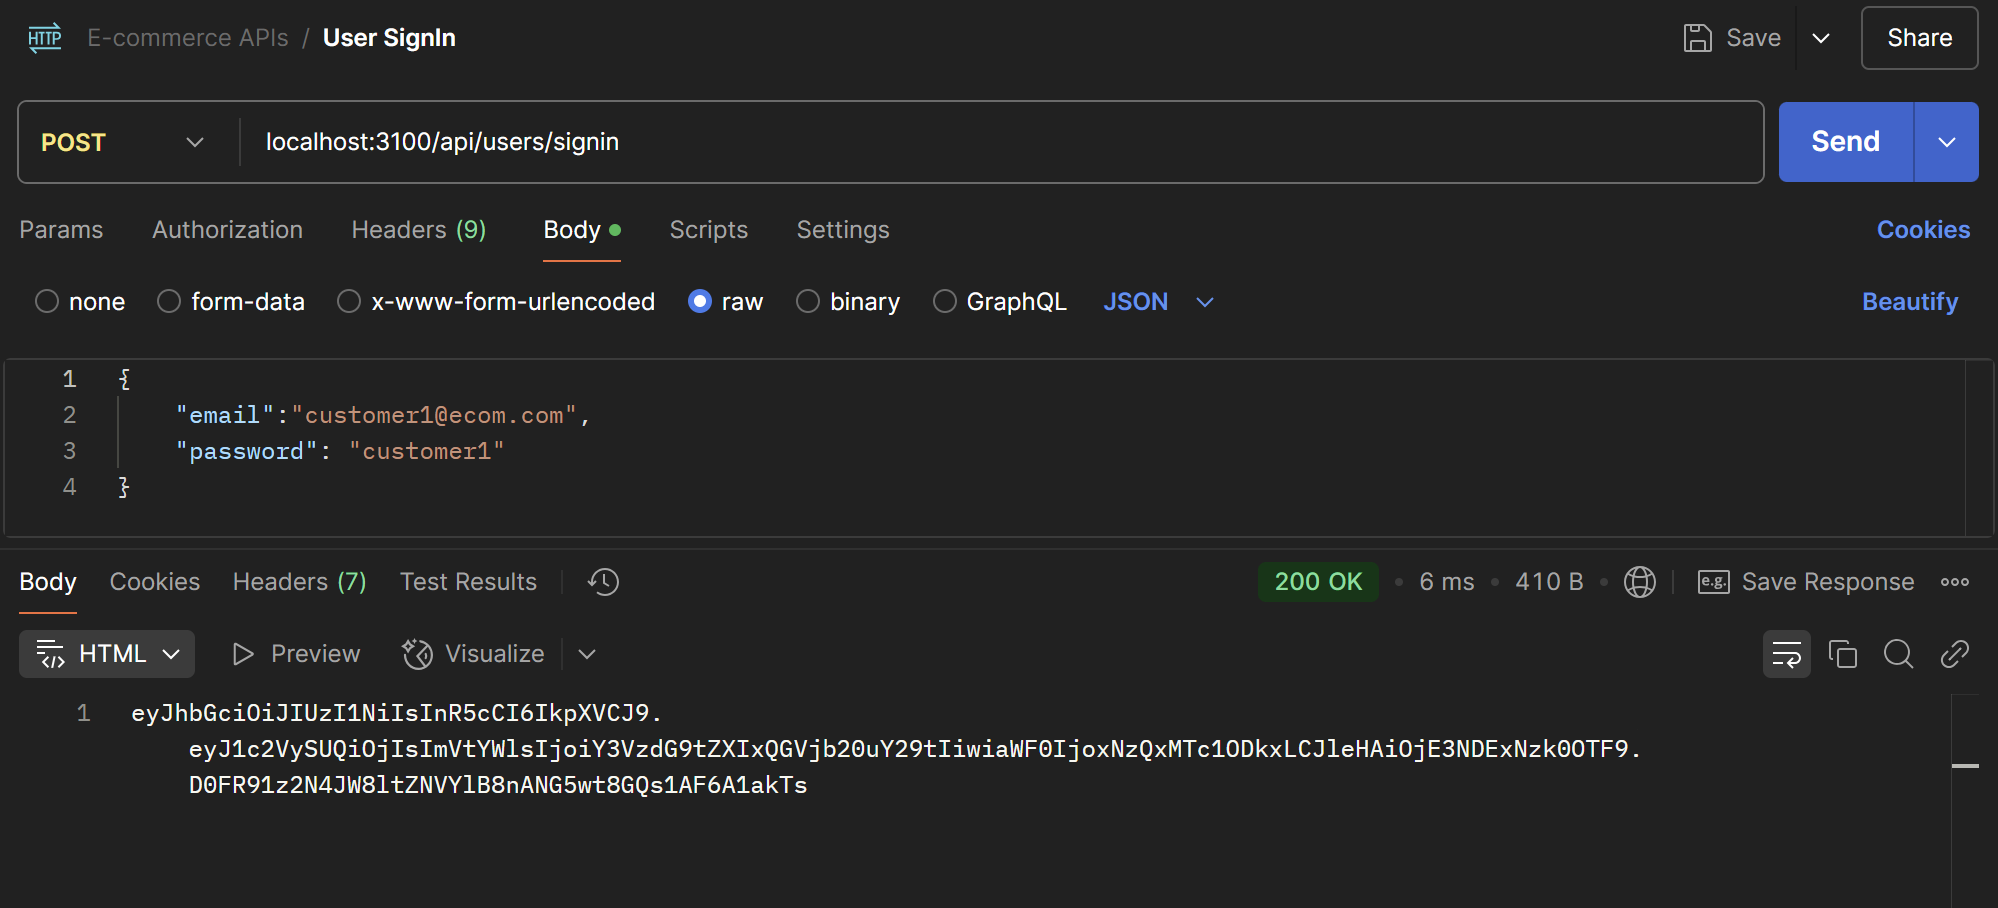 HTTP E-commerce APIs / User SignIn Save Share
POST localhost:3100/api/users/signin Send
Params Authorization Headers (9) Body Scripts Settings Cookies
none form-data x-www-form-urlencoded raw binary GraphQL JSON Beautify
1 {
2 "email":"customer1@ecom.com",
3 "password": "customer1"
4 }
Body Cookies Headers (7) Test Results 200 OK • 6 ms • 410 B • e.g. Save Response
HTML Preview Visualize
1 eyJhbGciOiJIUzI1NiIsInR5cCI6IkpXVCJ9.
eyJ1c2VySUQiOjIsImVtYWlsIjoiY3VzdG9tZXIxQGVjb20uY29tIiwiaWF0IjoxNzQxMTc1ODkxLCJleHAiOjE3NDExNzk0OTF9.
D0FR91z2N4JW8ltZNVYlB8nANG5wt8GQs1AF6A1akTs